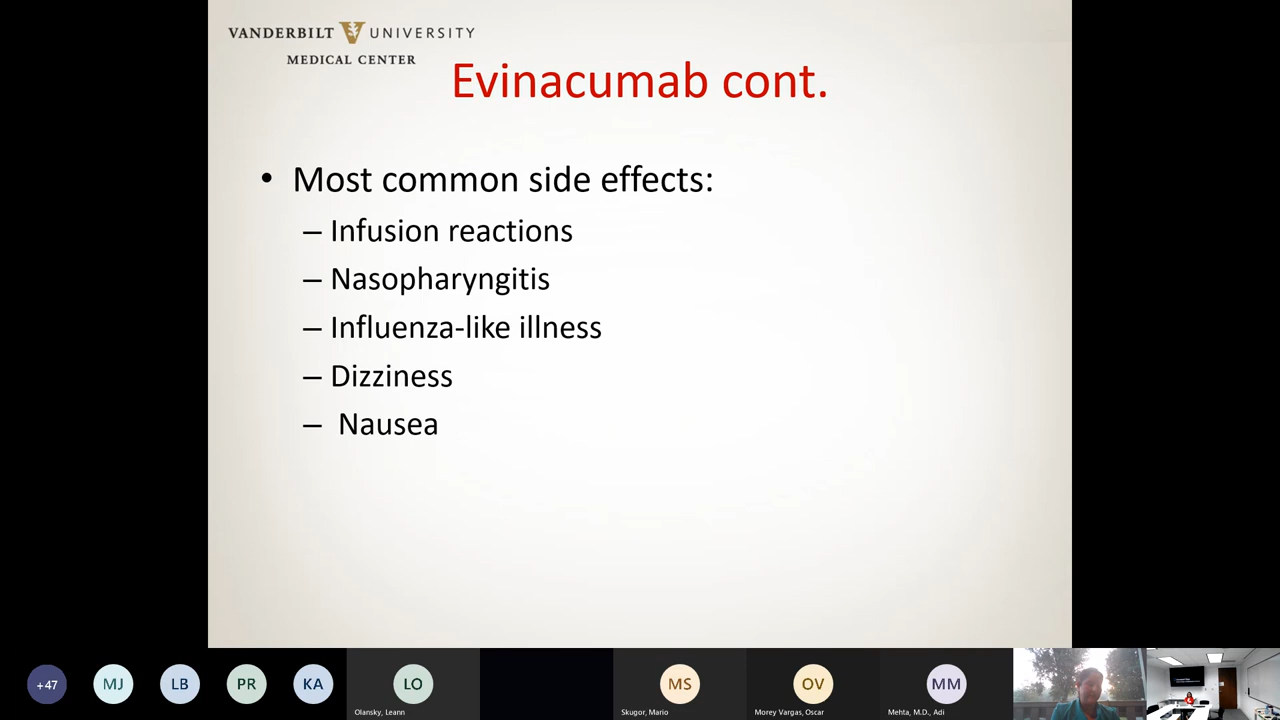 VANDERBILT UNIVERSITY
MEDICAL CENTER
Evinacumab cont.
• Most common side effects:
– Infusion reactions
– Nasopharyngitis
– Influenza-like illness
– Dizziness
– Nausea
+47
MJ
LB
PR
KA
LO
MS
OV
MM
Olansky, Leann
Skugor, Mario
Morey Vargas, Oscar
Mehta, M.D., Adi